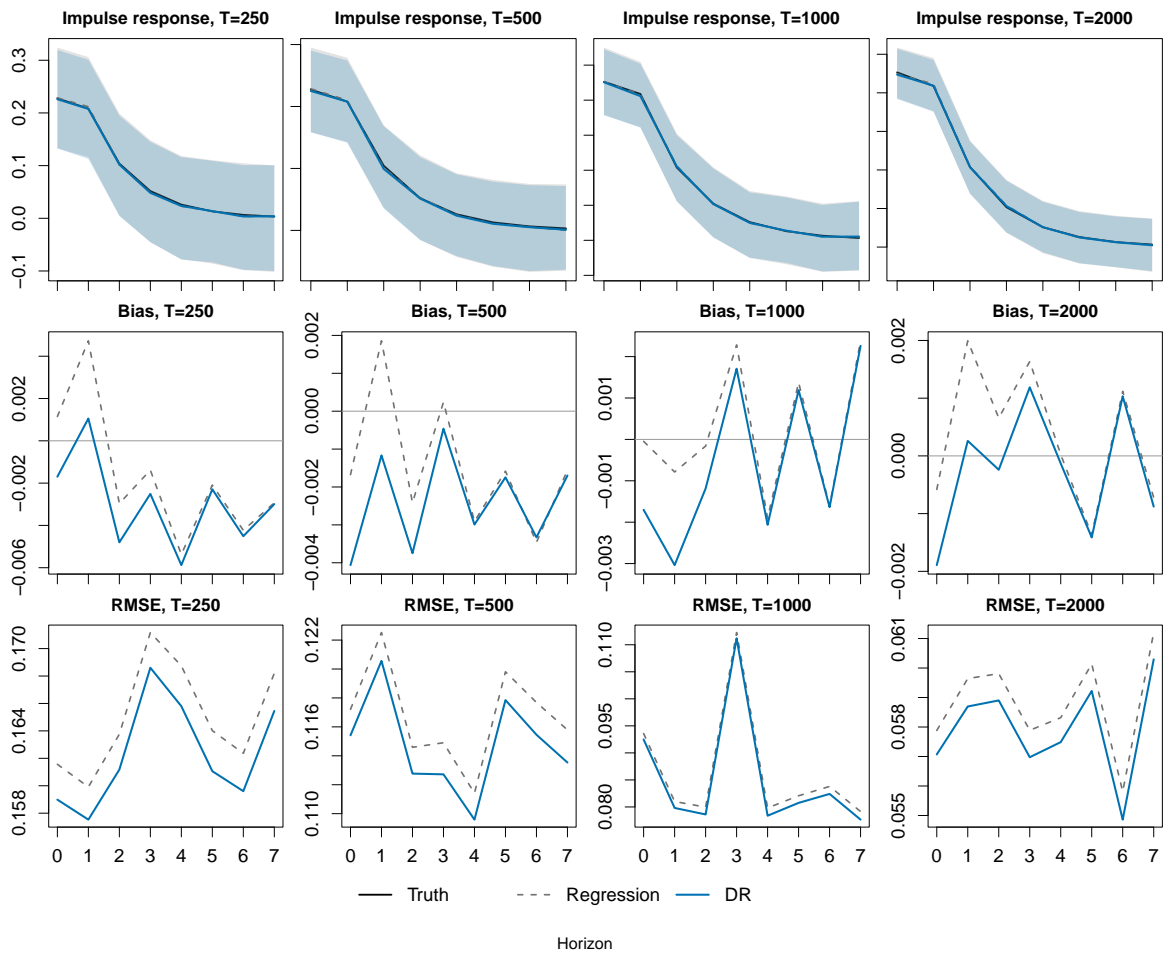 Impulse response, T=250 Impulse response, T=500 Impulse response, T=1000 Impulse response, T=2000
0.3
0.2
0.1
0.0
−0.1
Bias, T=250 Bias, T=500 Bias, T=1000 Bias, T=2000
0.002 0.002 0.001 0.002
−0.002 0.000 −0.001 0.000
−0.006 −0.002 −0.003 −0.002
−0.004
RMSE, T=250 RMSE, T=500 RMSE, T=1000 RMSE, T=2000
0.170 0.122 0.110 0.061
0.164 0.116 0.095 0.058
0.158 0.110 0.080 0.055
0 1 2 3 4 5 6 7 0 1 2 3 4 5 6 7 0 1 2 3 4 5 6 7 0 1 2 3 4 5 6 7
Truth Regression DR
Horizon